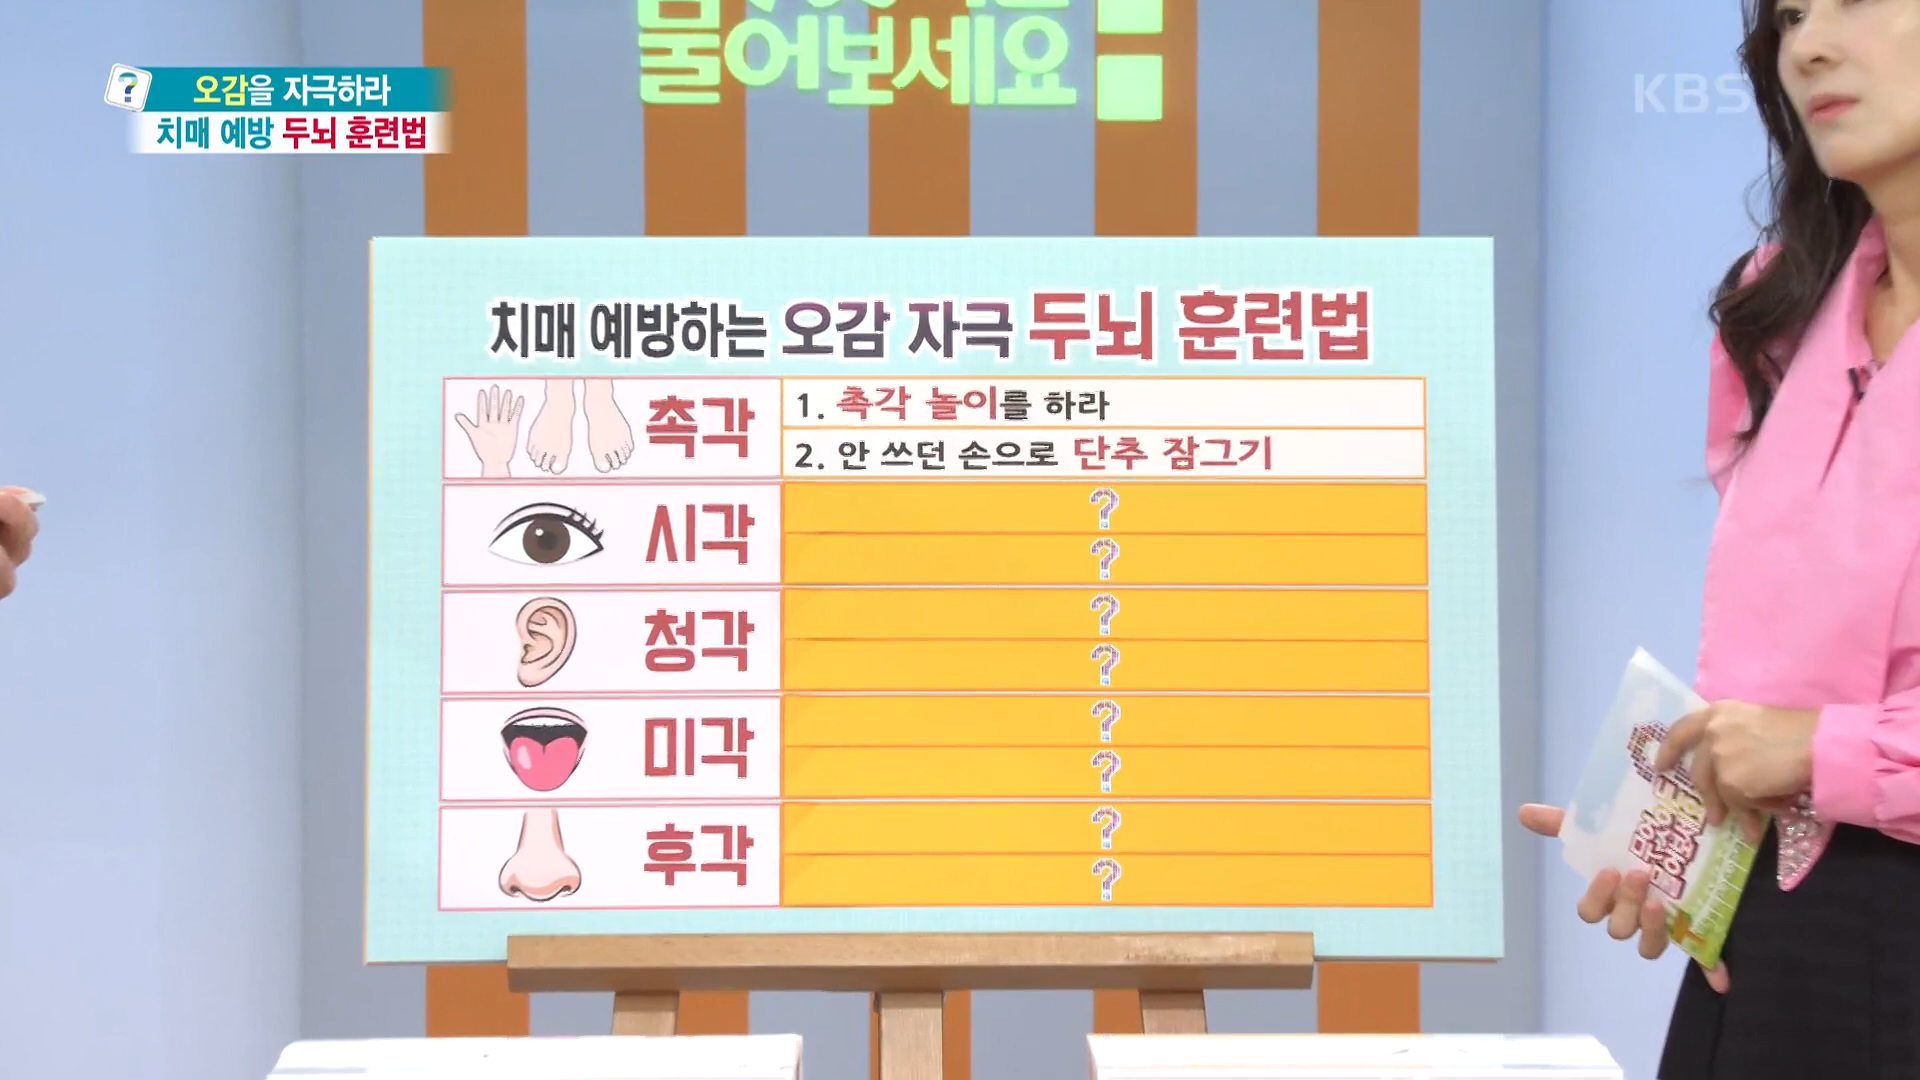 물어보세요
오감을 자극하라
치매 예방 두뇌 훈련법
KBS
치매 예방하는 오감 자극 두뇌 훈련법
촉각
1. 촉각 놀이를 하라
2. 안 쓰던 손으로 단추 잠그기
시각
?
?
청각
?
?
미각
?
?
후각
?
?